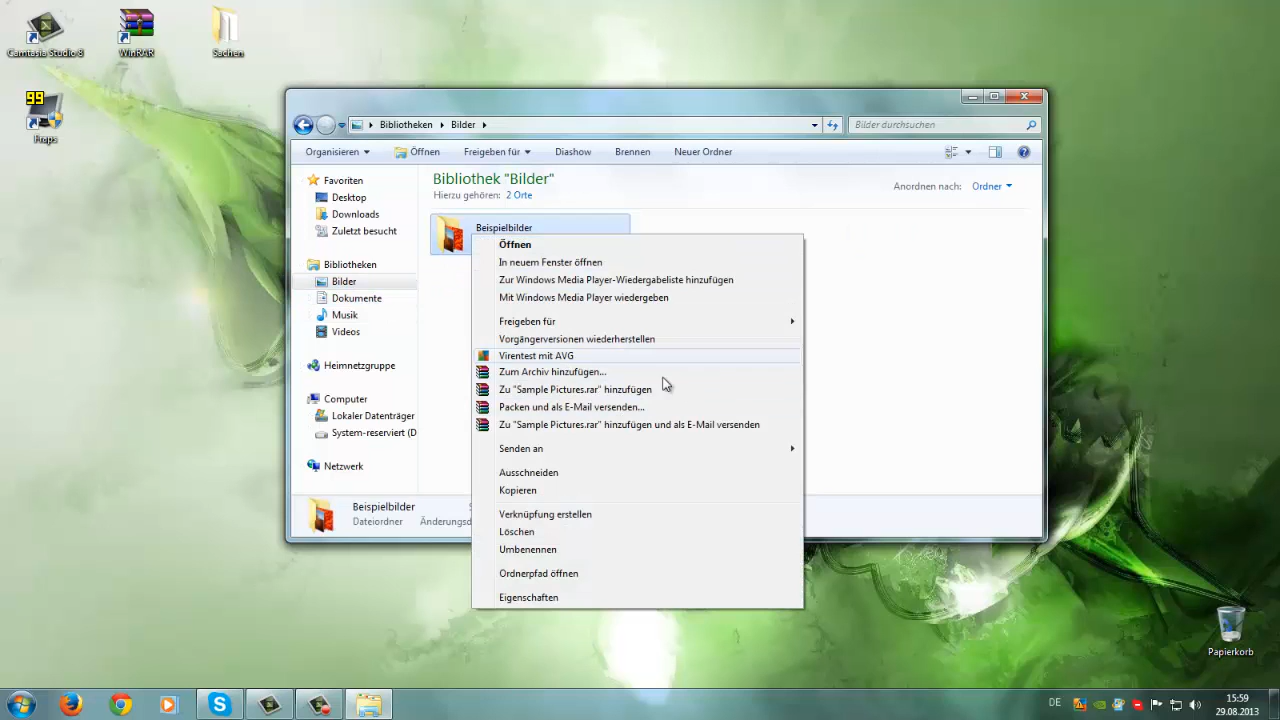 Camtasia Studio 8
WinRAR
Sachen
99
Fraps
Bibliotheken
Bilder
Bilder durchsuchen
Organisieren
Öffnen
Freigeben für
Diashow
Brennen
Neuer Ordner
Favoriten
Desktop
Downloads
Zuletzt besucht
Bibliotheken
Bilder
Dokumente
Musik
Videos
Heimnetzgruppe
Computer
Lokaler Datenträger
System-reserviert (D
Netzwerk
Bibliothek "Bilder"
Hierzu gehören: 2 Orte
Anordnen nach: Ordner
Beispielbilder
Öffnen
In neuem Fenster öffnen
Zur Windows Media Player-Wiedergabeliste hinzufügen
Mit Windows Media Player wiedergeben
Freigeben für
Vorgängerversionen wiederherstellen
Virentest mit AVG
Zum Archiv hinzufügen...
Zu "Sample Pictures.rar" hinzufügen
Packen und als E-Mail versenden...
Zu "Sample Pictures.rar" hinzufügen und als E-Mail versenden
Senden an
Ausschneiden
Kopieren
Verknüpfung erstellen
Löschen
Umbenennen
Ordnerpfad öffnen
Eigenschaften
Beispielbilder
Dateiordner
Änderungsd
Papierkorb
DE
15:59
29.08.2013